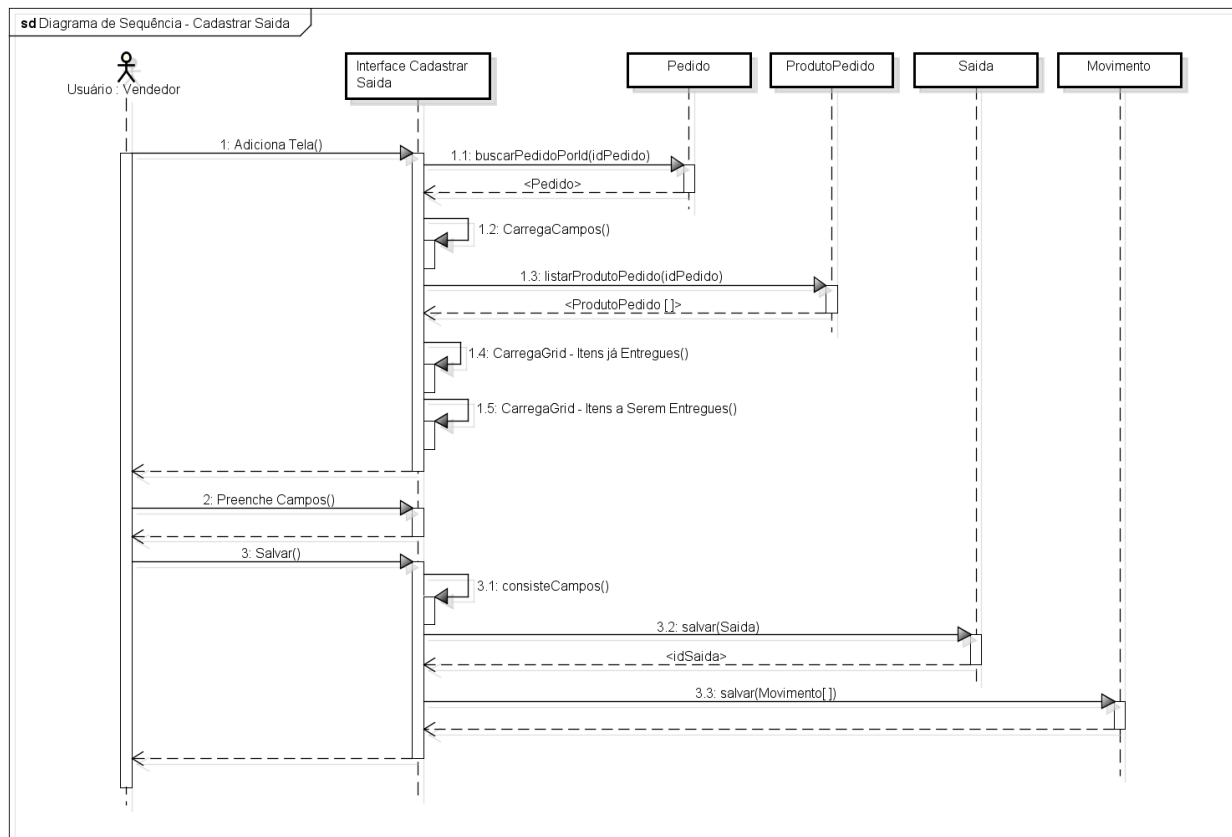 sd Diagrama de Sequência - Cadastrar Saida
Usuário : Vendedor
Interface Cadastrar
Saida
Pedido
ProdutoPedido
Saida
Movimento
1: Adiciona Tela()
1.1: buscarPedidoPorId(idPedido)
<Pedido>
1.2: CarregaCampos()
1.3: listarProdutoPedido(idPedido)
<ProdutoPedido []>
1.4: CarregaGrid - Itens já Entregues()
1.5: CarregaGrid - Itens a Serem Entregues()
2: Preenche Campos()
3: Salvar()
3.1: consisteCampos()
3.2: salvar(Saida)
<idSaida>
3.3: salvar(Movimento[])